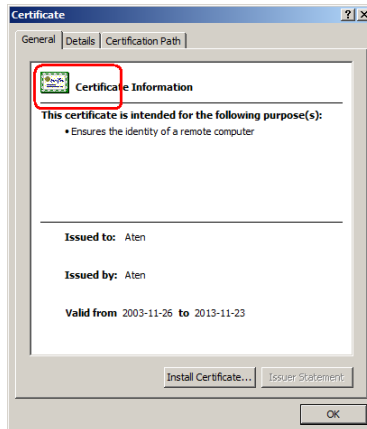 Certificate
General Details Certification Path
Certificate Information
This certificate is intended for the following purpose(s):
• Ensures the identity of a remote computer
Issued to: Aten
Issued by: Aten
Valid from 2003-11-26 to 2013-11-23
Install Certificate... Issuer Statement
OK